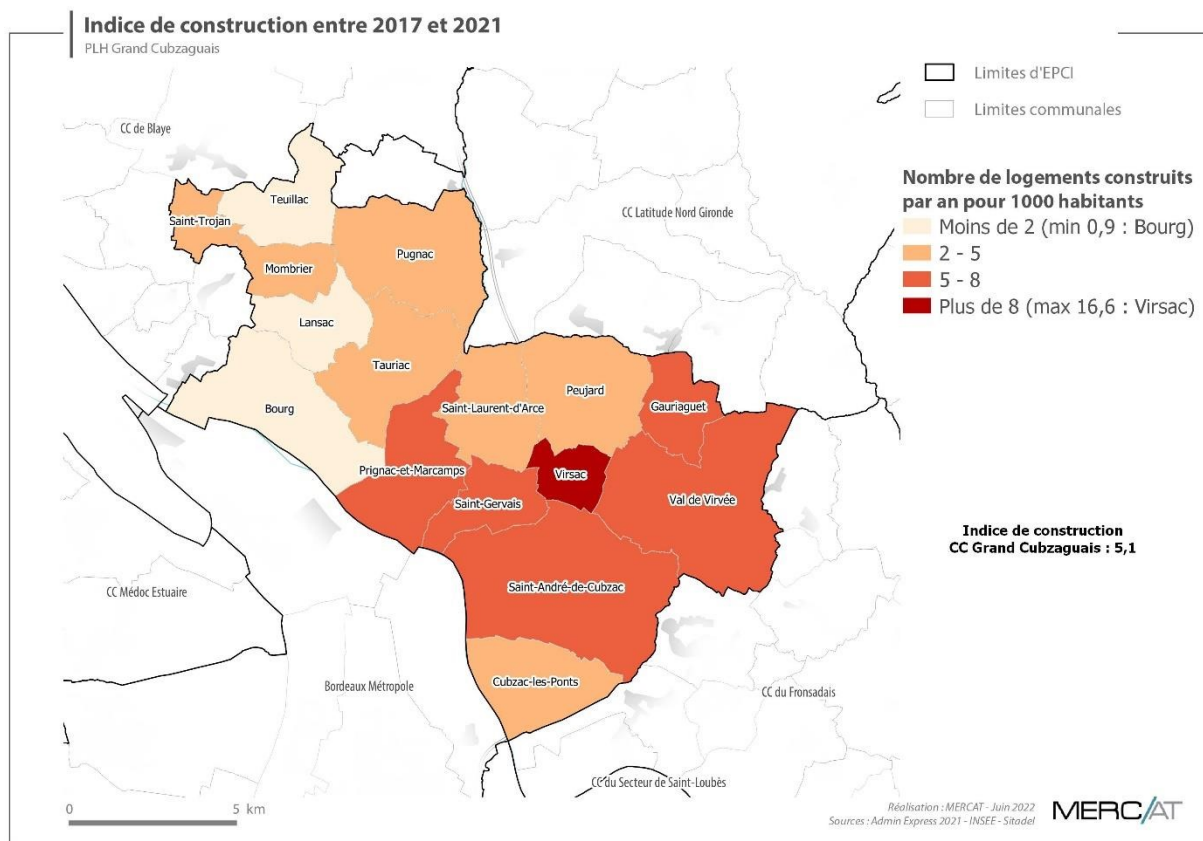 Indice de construction entre 2017 et 2021
PLH Grand Cubzaguais
Limites d'EPCI
Limites communales
Nombre de logements construits
par an pour 1000 habitants
Moins de 2 (min 0,9 : Bourg)
2 - 5
5 - 8
Plus de 8 (max 16,6 : Virsac)
Indice de construction
CC Grand Cubzaguais : 5,1
CC de Blaye
Teuillac
Saint-Trojan
CC Latitude Nord Gironde
Pugnac
Mombrier
Lansac
Tauriac
Peujard
Saint-Laurent-d'Arce
Gauriaguet
Bourg
Prignac-et-Marcamps
Virsac
Saint-Gervais
Val de Virvée
Saint-André-de-Cubzac
CC Médoc Estuaire
Cubzac-les-Ponts
Bordeaux Métropole
CC du Fronsadais
CC du Secteur de Saint-Loubès
0 5 km
Réalisation : MERCAT - Juin 2022
Sources : Admin Express 2021 - INSEE - Sitadel
MERC/AT